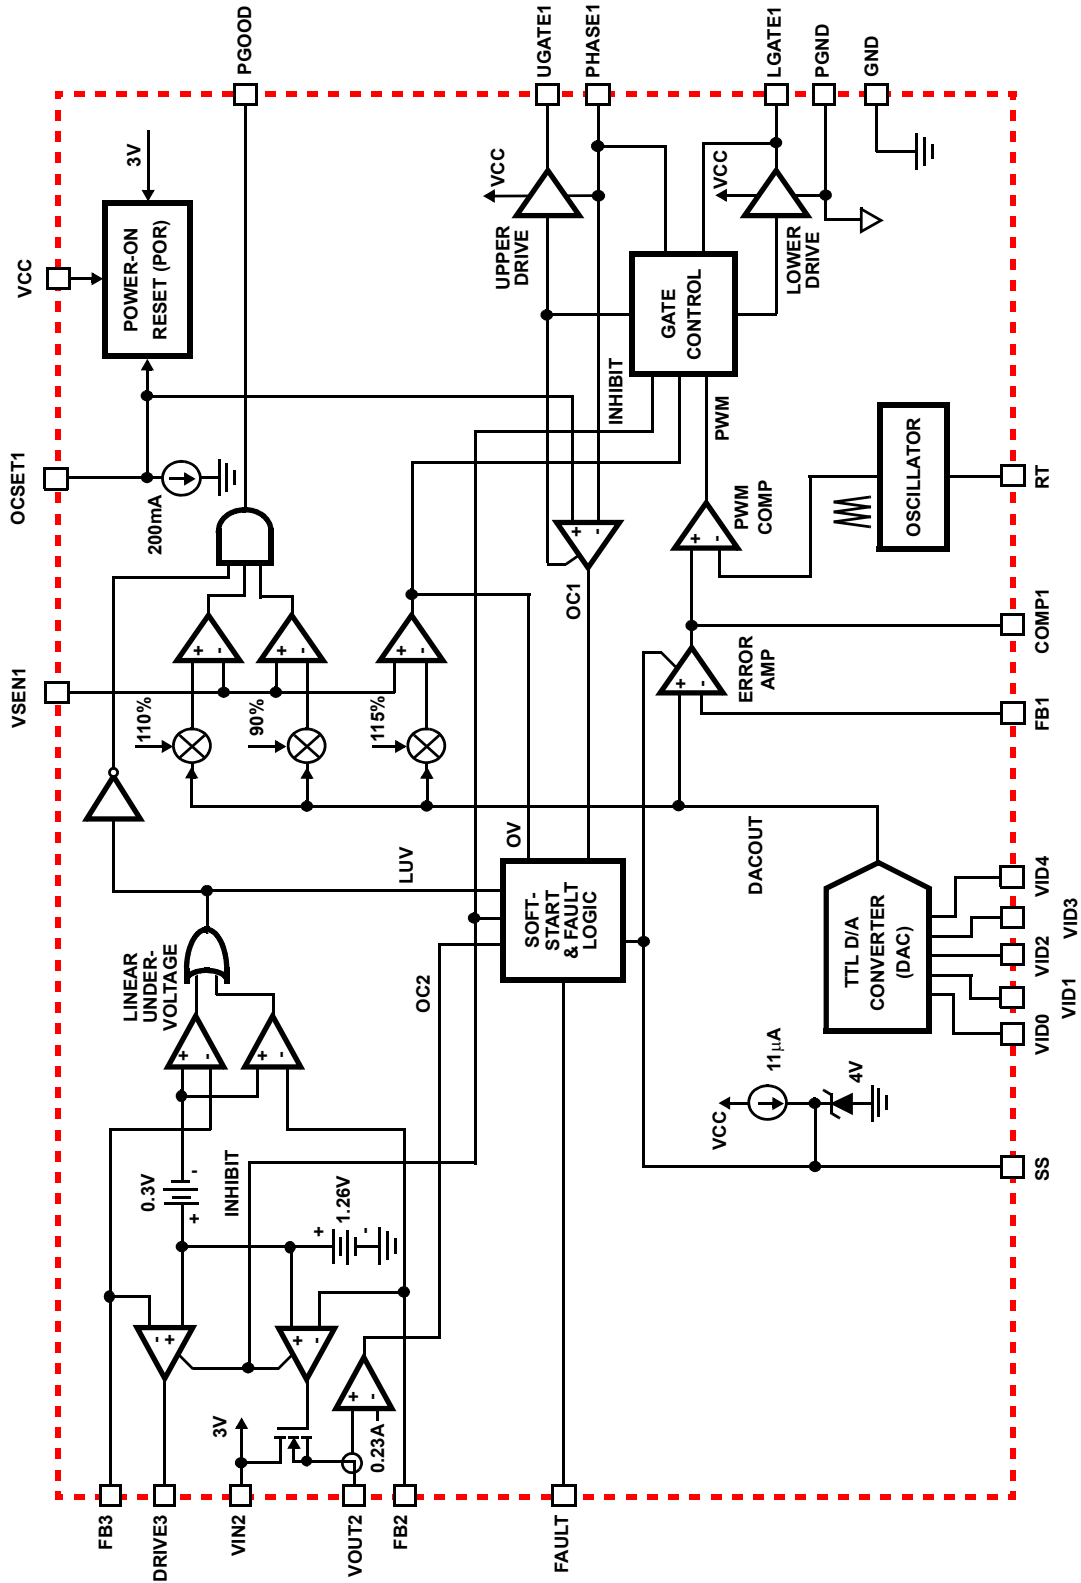 VCC
OCSET1
VSEN1
3V
POWER-ON
RESET (POR)
200mA
110%
90%
115%
+
-
+
-
+
-
LINEAR
UNDER-
VOLTAGE
+
-
+
-
0.3V
+
-
INHIBIT
+
1.26V
-
-
+
+
-
+
-
3V
0.23A
LUV
OV
OC1
OC2
SOFT-
START
& FAULT
LOGIC
+
-
INHIBIT
PWM
GATE
CONTROL
UPPER
DRIVE
VCC
LOWER
DRIVE
VCC
PWM
COMP
+
-
ERROR
AMP
+
-
OSCILLATOR
DACOUT
TTL D/A
CONVERTER
(DAC)
VCC
11μA
4V
PGOOD
UGATE1
PHASE1
LGATE1
PGND
GND
RT
COMP1
FB1
VID4
VID3
VID2
VID1
VID0
SS
FB3
DRIVE3
VIN2
VOUT2
FB2
FAULT